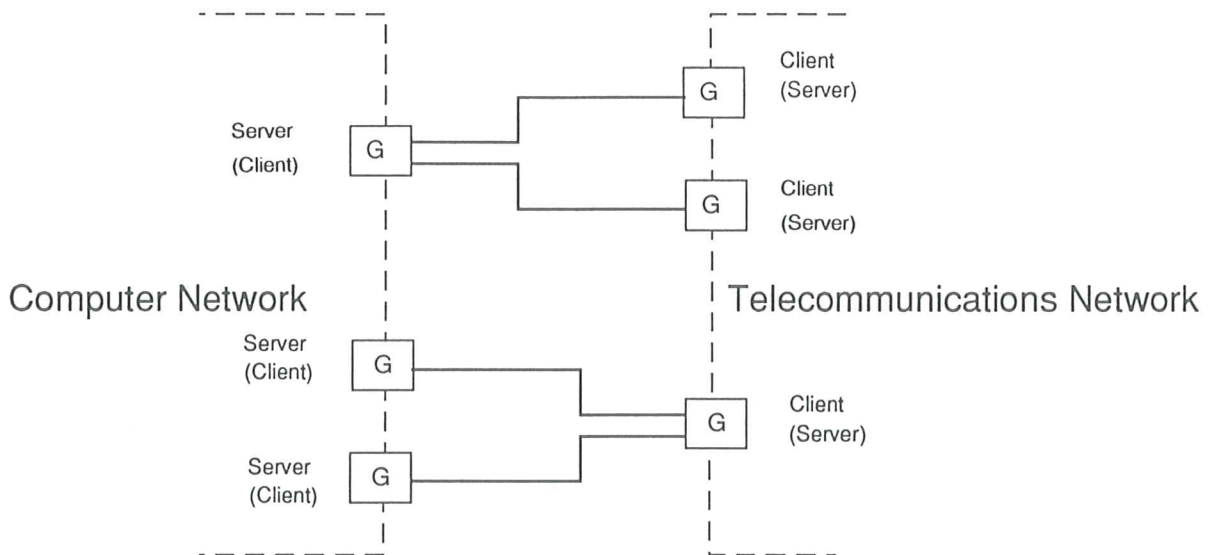 Client
(Server)
G
Server
(Client)
G
Client
(Server)
G
Computer Network
Telecommunications Network
Server
(Client)
G
Client
(Server)
G
Server
(Client)
G